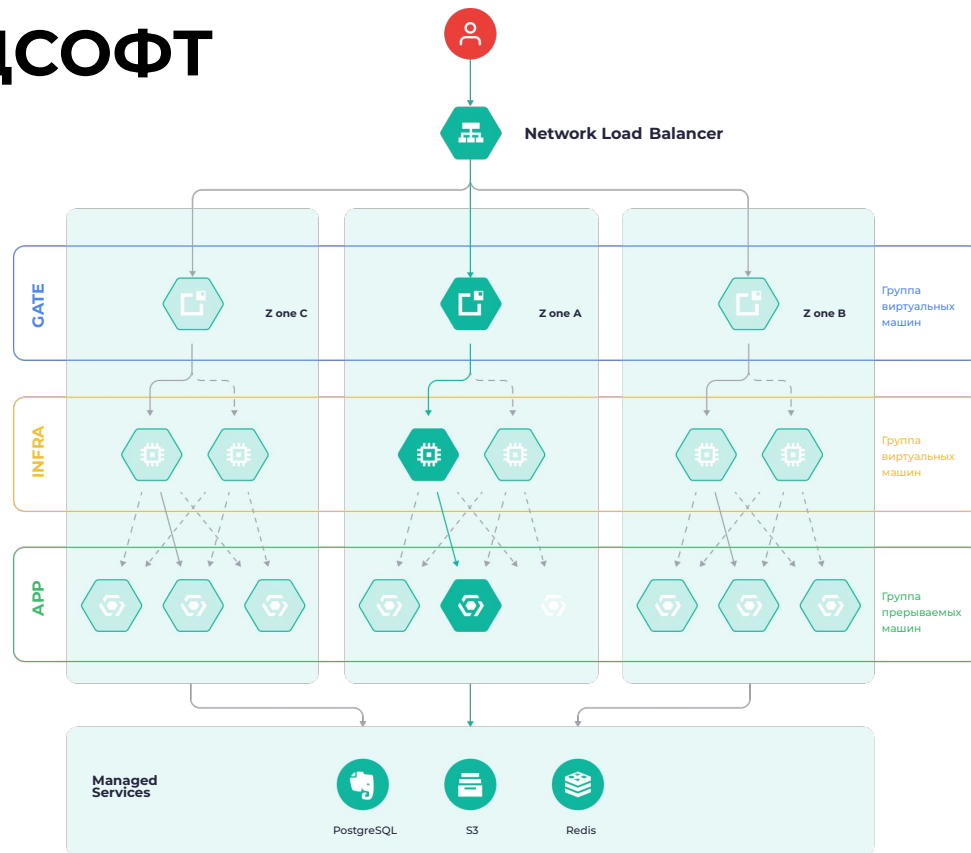 ДСОФТ
Network Load Balancer
GATE
Z one C
Z one A
Z one B
Группа
виртуальных
машин
INFRA
Группа
виртуальных
машин
APP
Группа
прерываемых
машин
Managed
Services
PostgreSQL
S3
Redis